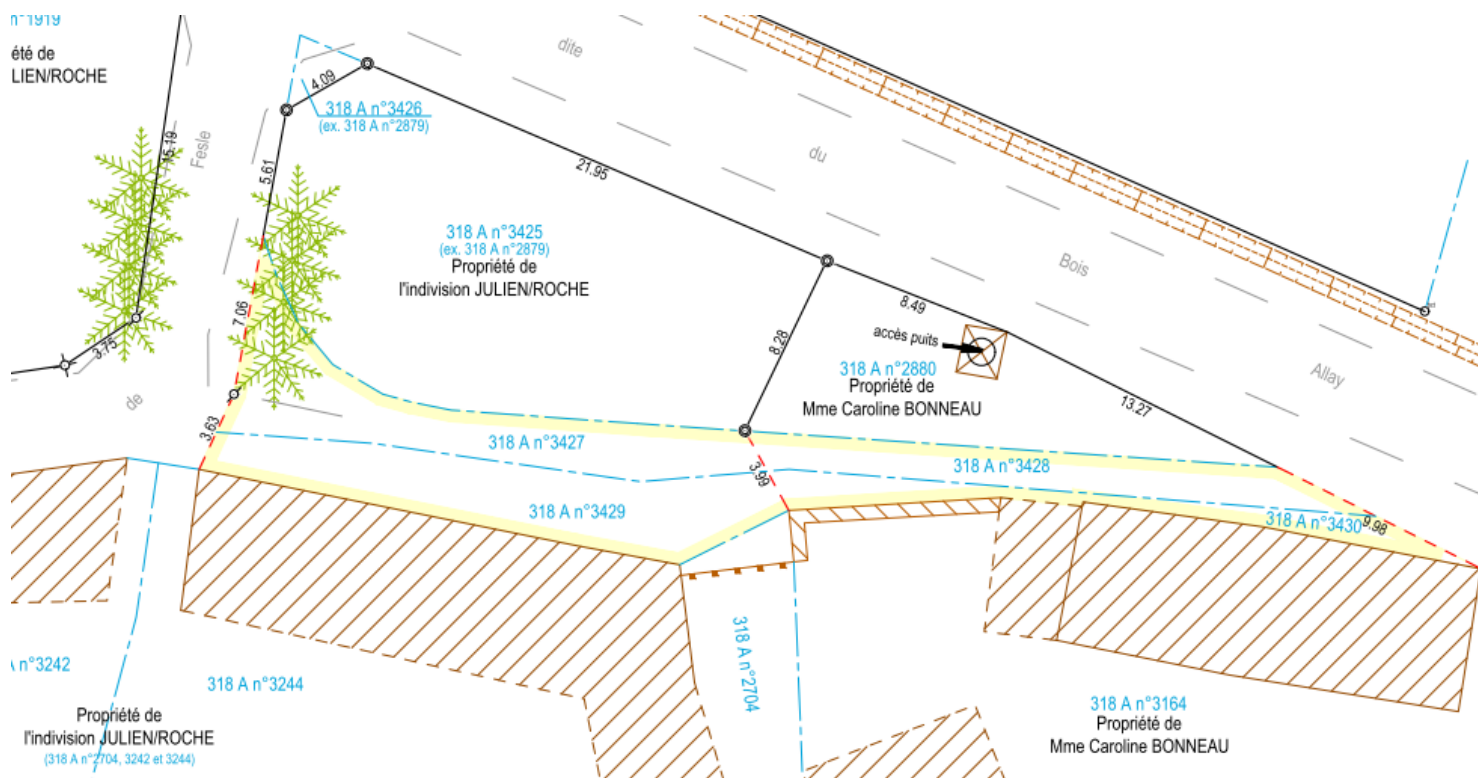 n°1919
été de
LIEN/ROCHE
dite
4.09
318 A n°3426
(ex. 318 A n°2879)
15.19
Fesle
5.61
21.95
du
318 A n°3425
(ex. 318 A n°2879)
Propriété de
l'indivision JULIEN/ROCHE
Bois
8.49
7.06
8.28
accès puits
3.75
318 A n°2880
Propriété de
Mme Caroline BONNEAU
Allay
de
13.27
3.63
318 A n°3427
3.99
318 A n°3428
318 A n°3429
318 A n°3430
9.98
318 A n°2704
n°3242
318 A n°3244
318 A n°3164
Propriété de
Mme Caroline BONNEAU
Propriété de
l'indivision JULIEN/ROCHE
(318 A n°2704, 3242 et 3244)